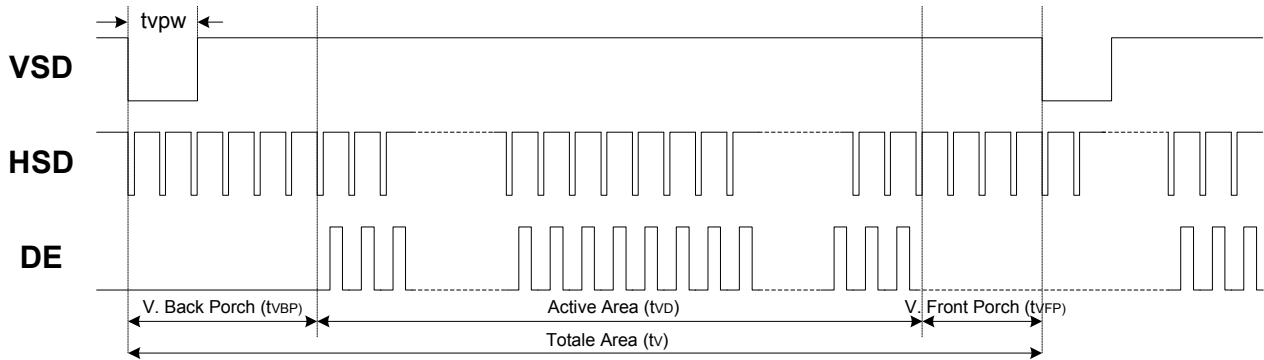 tvpw
VSD
HSD
DE
V. Back Porch (tVBP)
Active Area (tVD)
V. Front Porch (tVFP)
Totale Area (tv)